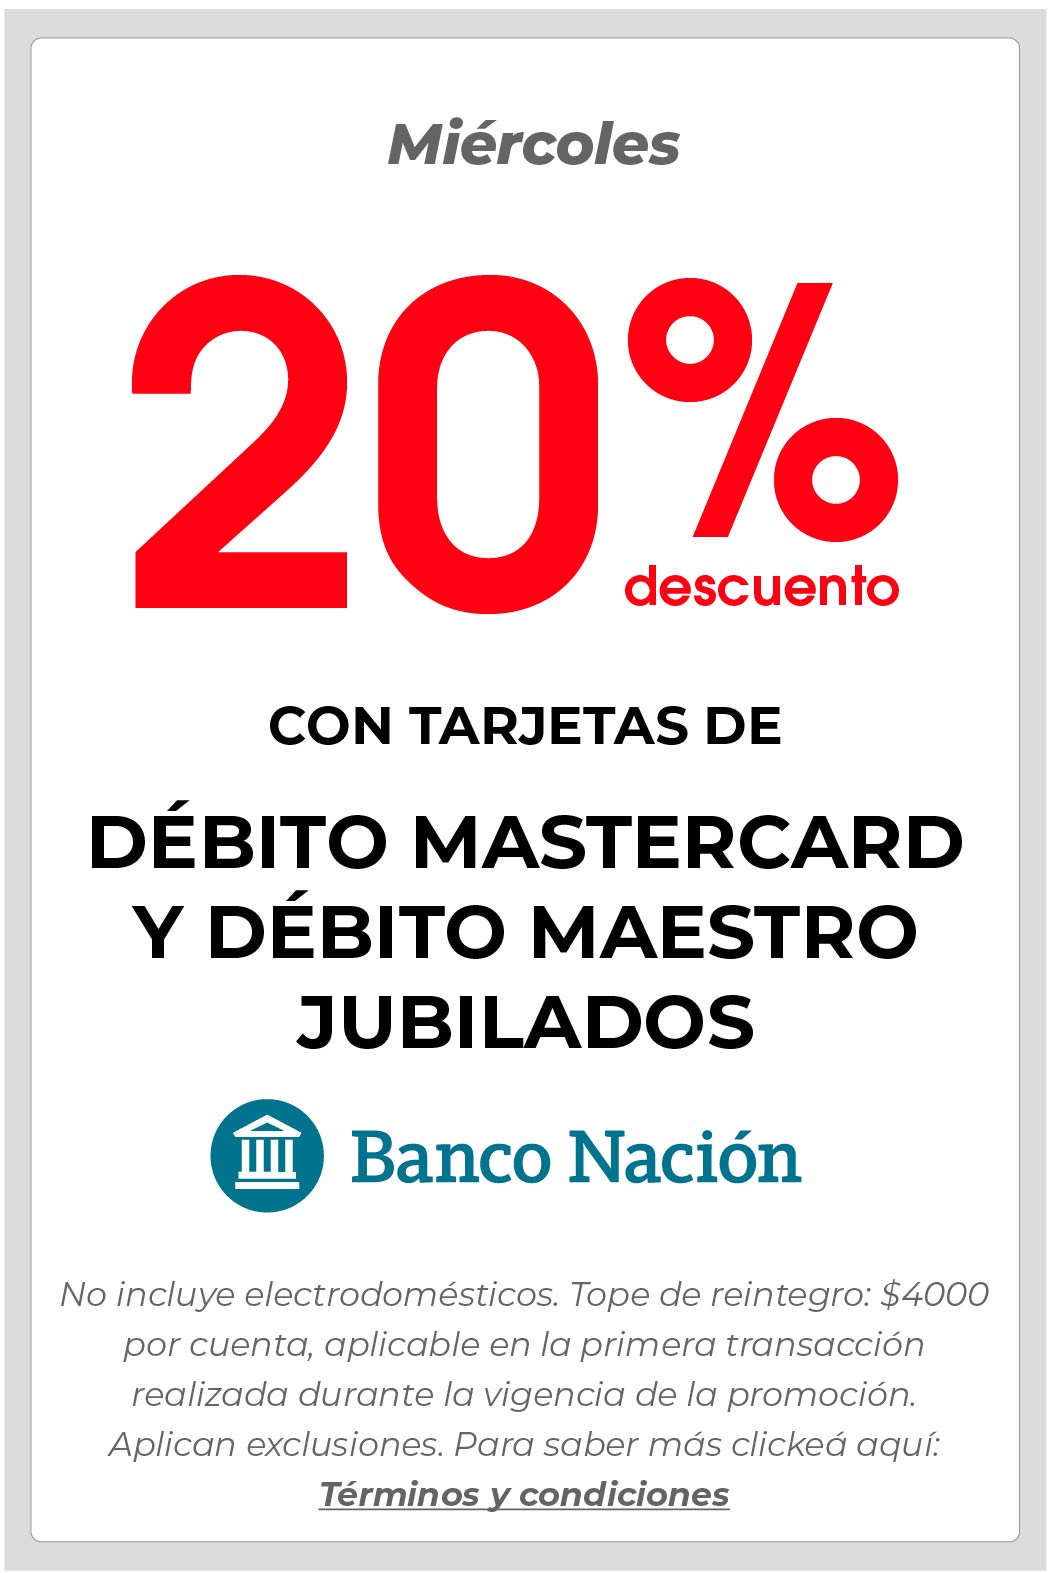 Miércoles
20%
descuento
CON TARJETAS DE
DÉBITO MASTERCARD
Y DÉBITO MAESTRO
JUBILADOS
Banco Nación
No incluye electrodomésticos. Tope de reintegro: $4000
por cuenta, aplicable en la primera transacción
realizada durante la vigencia de la promoción.
Aplican exclusiones. Para saber más clickeá aquí:
Términos y condiciones